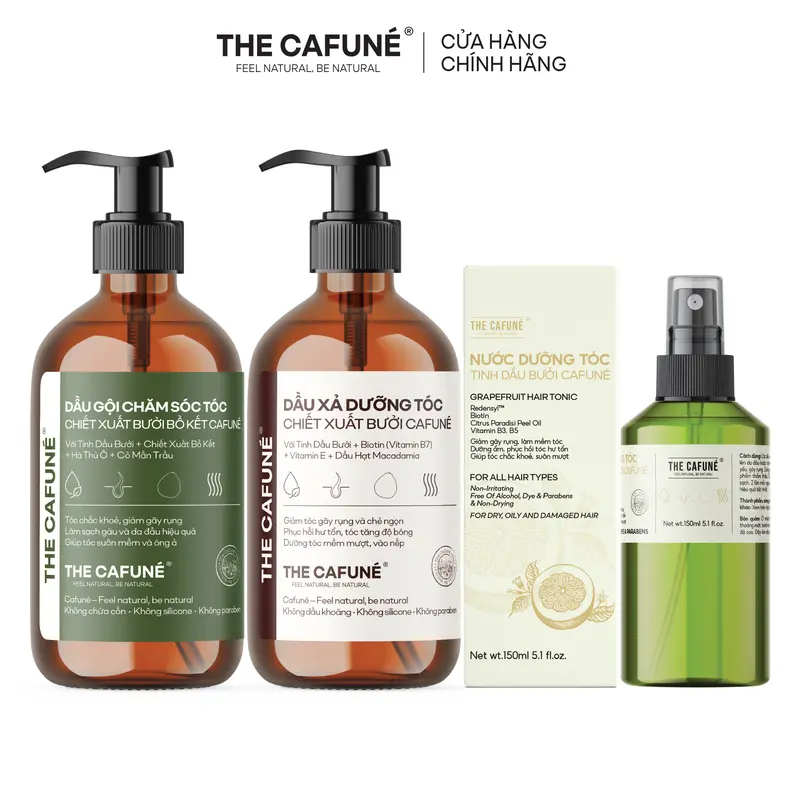 THE CAFUNÉ®
FEEL NATURAL, BE NATURAL
CỬA HÀNG
CHÍNH HÃNG
THE CAFUNÉ®
DẦU GỘI CHĂM SÓC TÓC
CHIẾT XUẤT BƯỞI BỒ KẾT CAFUNÉ
Với Tinh Dầu Bưởi + Chiết Xuất Bồ Kết
+ Hà Thủ Ô + Cỏ Mần Trầu
Tóc chắc khoẻ, giảm gãy rụng
Làm sạch gàu và da đầu hiệu quả
Giúp tóc suôn mềm và óng ả
THE CAFUNÉ®
FEEL NATURAL, BE NATURAL
Cafuné – Feel natural, be natural
Không chứa cồn • Không silicone • Không paraben
THE CAFUNÉ®
DẦU XẢ DƯỠNG TÓC
CHIẾT XUẤT BƯỞI CAFUNÉ
Với Tinh Dầu Bưởi + Biotin (Vitamin B7)
+ Vitamin E + Dầu Hạt Macadamia
Giảm tóc gãy rụng và chẻ ngọn
Phục hồi hư tổn, tóc tăng độ bóng
Dưỡng tóc mềm mượt, vào nếp
THE CAFUNÉ®
FEEL NATURAL, BE NATURAL
Cafuné – Feel natural, be natural
Không dầu khoáng • Không silicone • Không paraben
THE CAFUNÉ®
NƯỚC DƯỠNG TÓC
TINH DẦU BƯỞI CAFUNÉ
GRAPEFRUIT HAIR TONIC
Redensyl™
Biotin
Citrus Paradisi Peel Oil
Vitamin B3, B5
Giảm gãy rụng, làm mềm tóc
Dưỡng ẩm, phục hồi tóc hư tổn
Giúp tóc chắc khoẻ, suôn mượt
FOR ALL HAIR TYPES
Non-Irritating
Free Of Alcohol, Dye & Parabens
& Non-Drying
FOR DRY, OILY AND DAMAGED HAIR
Net wt.150ml 5.1 fl.oz.
THE CAFUNÉ®
FEEL NATURAL, BE NATURAL
Net wt.150ml 5.1 fl.oz.